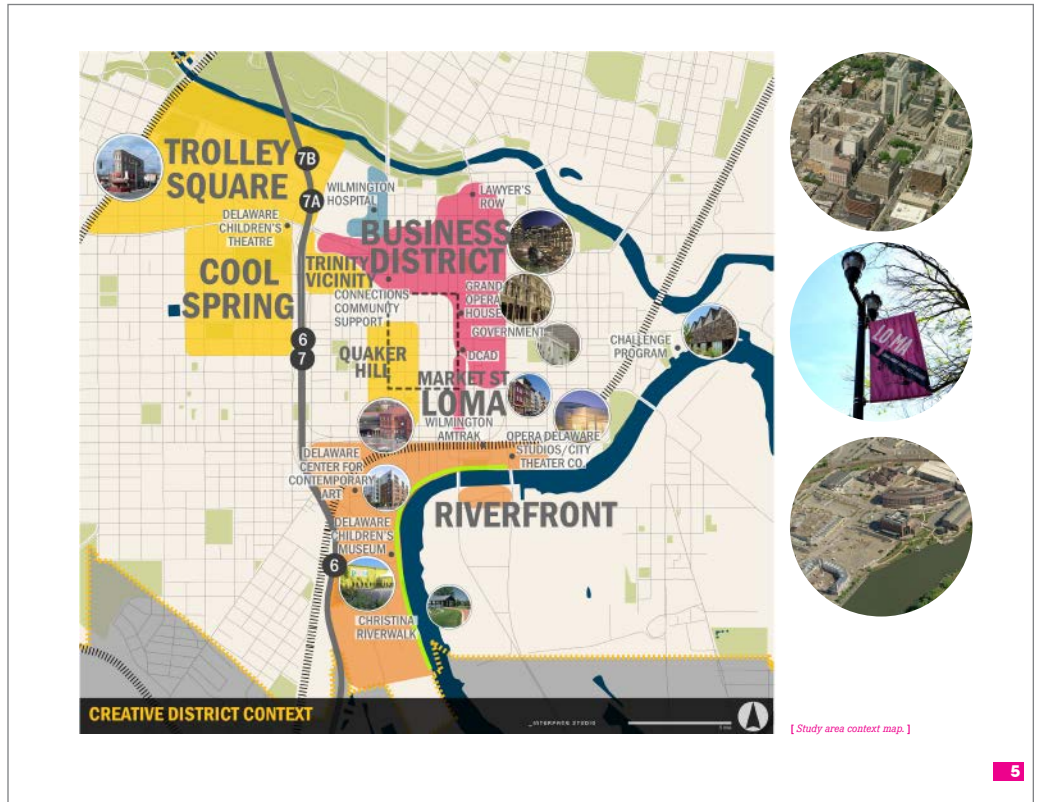 TROLLEY
SQUARE
7B
7A
WILMINGTON
HOSPITAL
LAWYER'S
ROW
DELAWARE
CHILDREN'S
THEATRE
BUSINESS
DISTRICT
COOL
SPRING
TRINITY
VICINITY
CONNECTIONS
COMMUNITY
SUPPORT
GRAND
OPERA
HOUSE
GOVERNMENT
6
7
QUAKER
HILL
DCAD
CHALLENGE
PROGRAM
MARKET ST
LOMA
WILMINGTON
AMTRAK
OPERA DELAWARE
STUDIOS/CITY
THEATER CO.
DELAWARE
CENTER FOR
CONTEMPORARY
ART
RIVERFRONT
DELAWARE
CHILDREN'S
MUSEUM
6
CHRISTINA
RIVERWALK
CREATIVE DISTRICT CONTEXT
_INTERFACE STUDIO
LOMA
[ Study area context map. ]
5